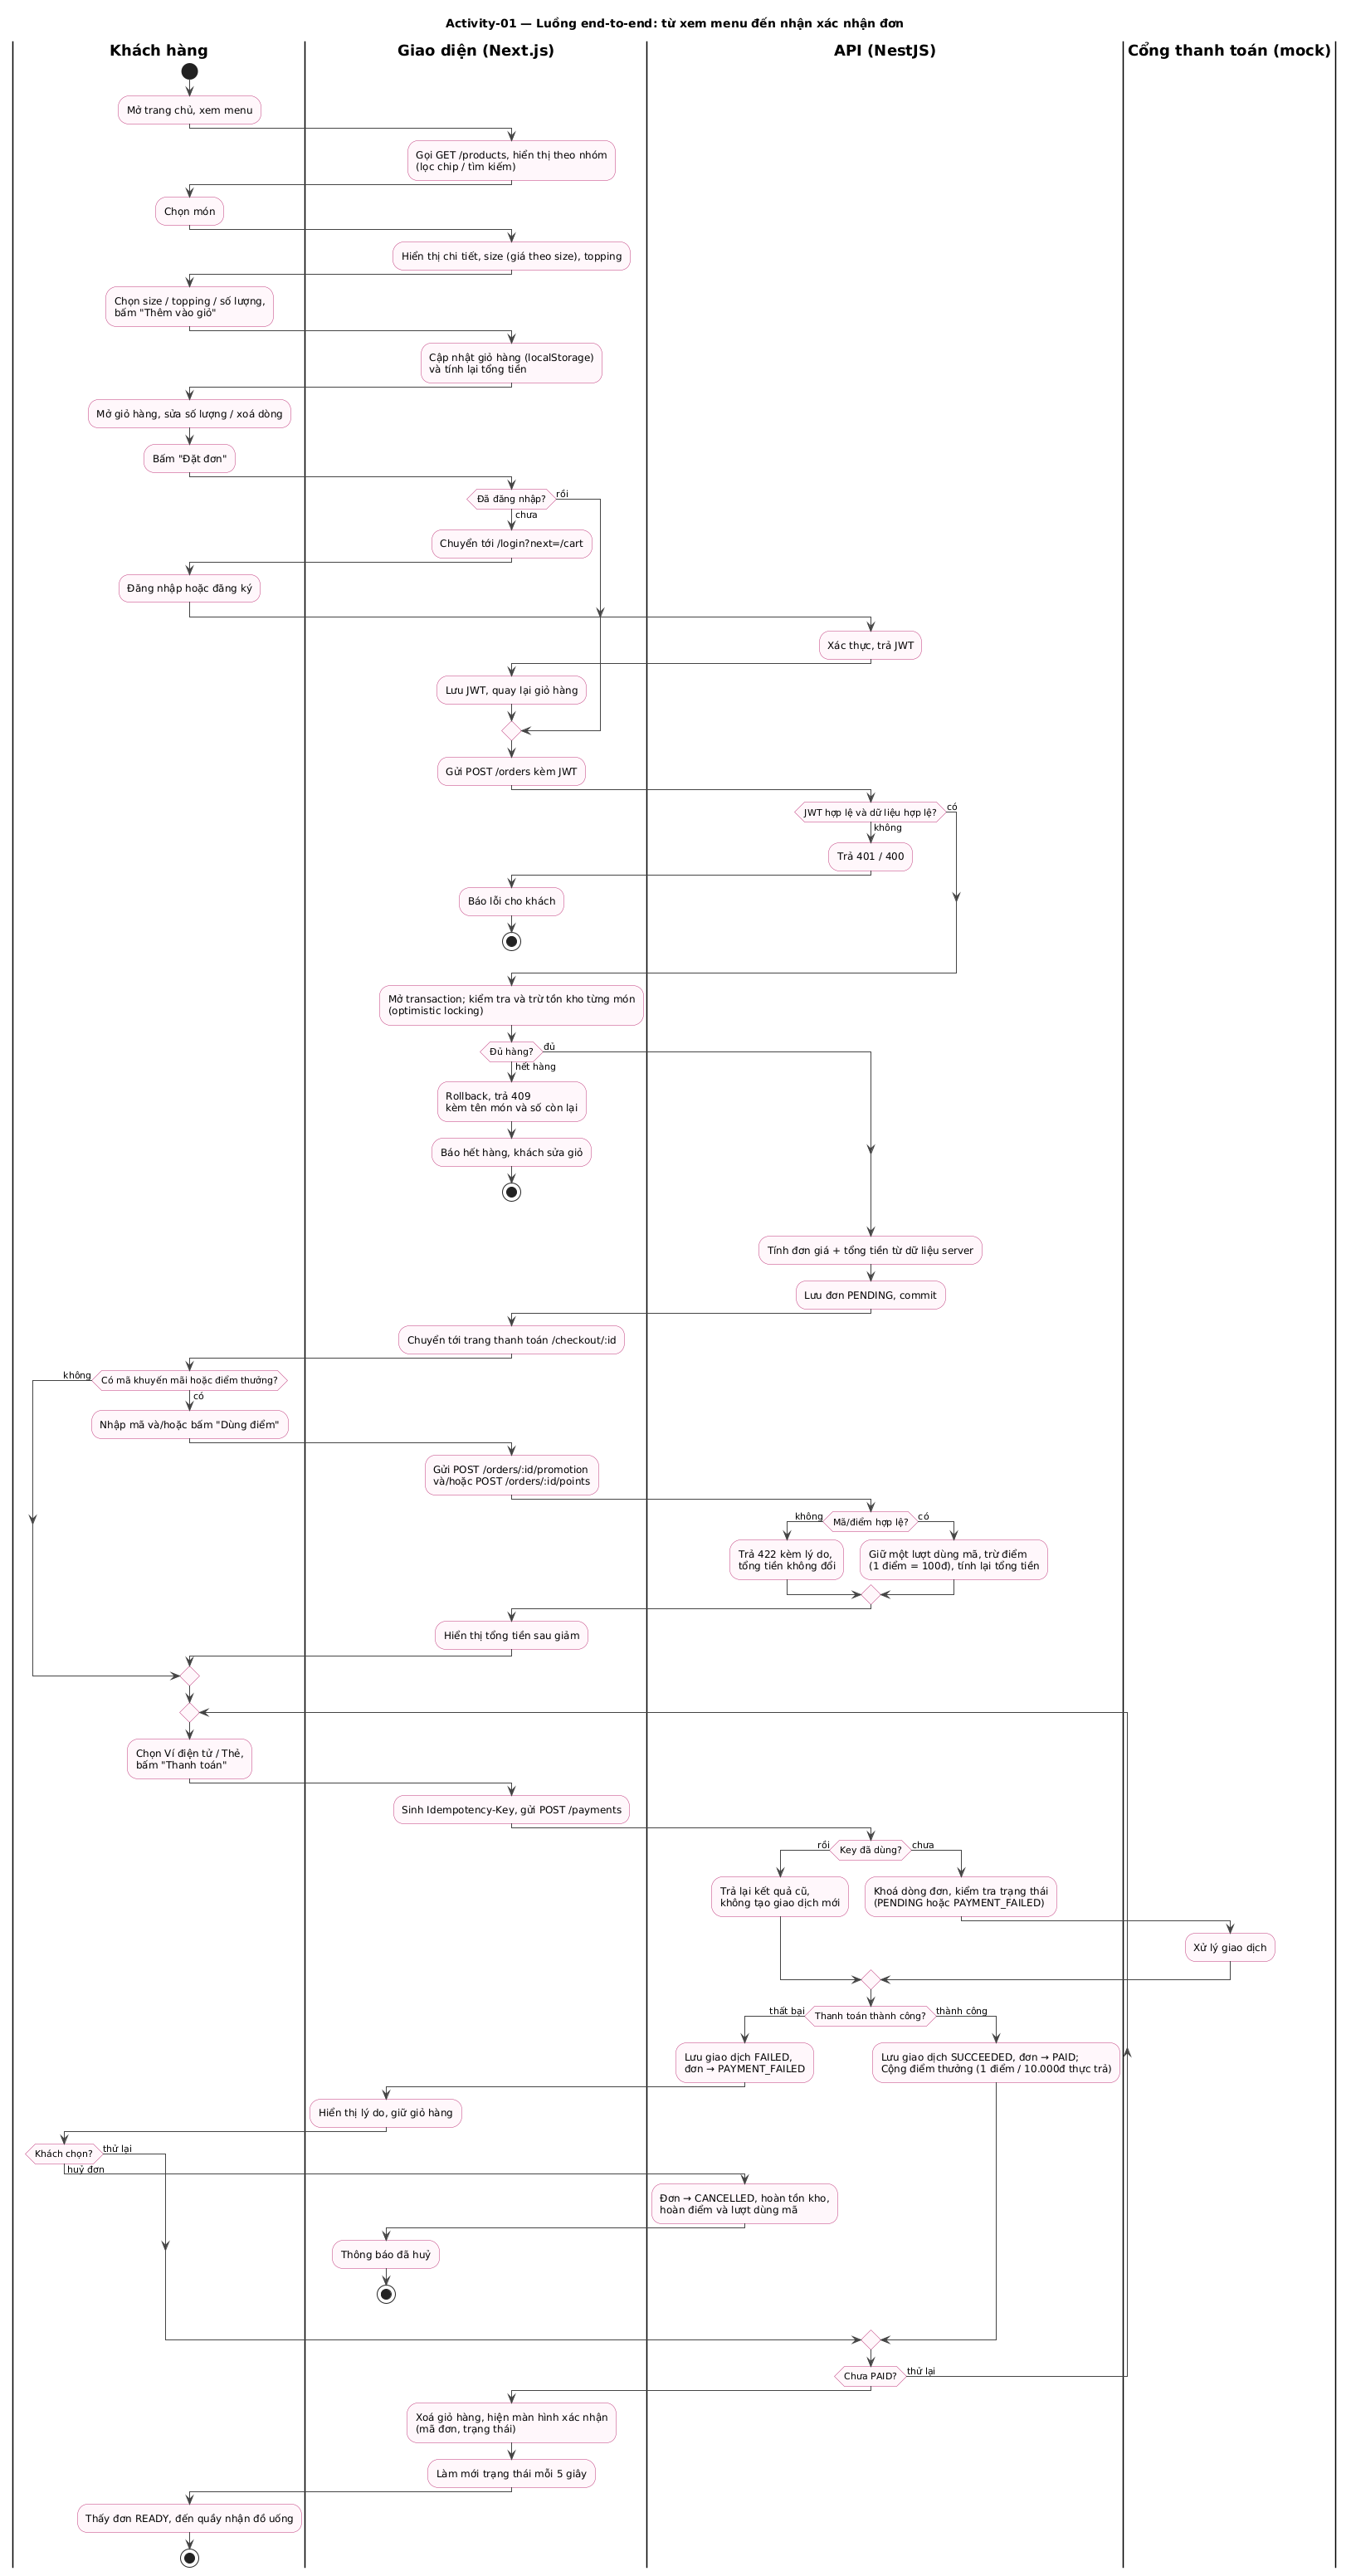 Activity-01 — Luồng end-to-end: từ xem menu đến nhận xác nhận đơn
Khách hàng
Giao diện (Next.js)
API (NestJS)
Cổng thanh toán (mock)
Mở trang chủ, xem menu
Gọi GET /products, hiển thị theo nhóm
(lọc chip / tìm kiếm)
Chọn món
Hiển thị chi tiết, size (giá theo size), topping
Chọn size / topping / số lượng,
bấm "Thêm vào giỏ"
Cập nhật giỏ hàng (localStorage)
và tính lại tổng tiền
Mở giỏ hàng, sửa số lượng / xoá dòng
Bấm "Đặt đơn"
Đã đăng nhập?
rồi
chưa
Chuyển tới /login?next=/cart
Đăng nhập hoặc đăng ký
Xác thực, trả JWT
Lưu JWT, quay lại giỏ hàng
Gửi POST /orders kèm JWT
JWT hợp lệ và dữ liệu hợp lệ?
có
không
Trả 401 / 400
Báo lỗi cho khách
Mở transaction; kiểm tra và trừ tồn kho từng món
(optimistic locking)
Đủ hàng?
đủ
hết hàng
Rollback, trả 409
kèm tên món và số còn lại
Báo hết hàng, khách sửa giỏ
Tính đơn giá + tổng tiền từ dữ liệu server
Lưu đơn PENDING, commit
Chuyển tới trang thanh toán /checkout/:id
không
Có mã khuyến mãi hoặc điểm thưởng?
có
Nhập mã và/hoặc bấm "Dùng điểm"
Gửi POST /orders/:id/promotion
và/hoặc POST /orders/:id/points
không
Mã/điểm hợp lệ?
có
Trả 422 kèm lý do,
tổng tiền không đổi
Giữ một lượt dùng mã, trừ điểm
(1 điểm = 100đ), tính lại tổng tiền
Hiển thị tổng tiền sau giảm
Chọn Ví điện tử / Thẻ,
bấm "Thanh toán"
Sinh Idempotency-Key, gửi POST /payments
rồi
Key đã dùng?
chưa
Trả lại kết quả cũ,
không tạo giao dịch mới
Khoá dòng đơn, kiểm tra trạng thái
(PENDING hoặc PAYMENT_FAILED)
Xử lý giao dịch
thất bại
Thanh toán thành công?
thành công
Lưu giao dịch FAILED,
đơn → PAYMENT_FAILED
Lưu giao dịch SUCCEEDED, đơn → PAID;
Cộng điểm thưởng (1 điểm / 10.000đ thực trả)
Hiển thị lý do, giữ giỏ hàng
Khách chọn?
thử lại
huỷ đơn
Đơn → CANCELLED, hoàn tồn kho,
hoàn điểm và lượt dùng mã
Thông báo đã huỷ
Chưa PAID?
thử lại
Xoá giỏ hàng, hiện màn hình xác nhận
(mã đơn, trạng thái)
Làm mới trạng thái mỗi 5 giây
Thấy đơn READY, đến quầy nhận đồ uống